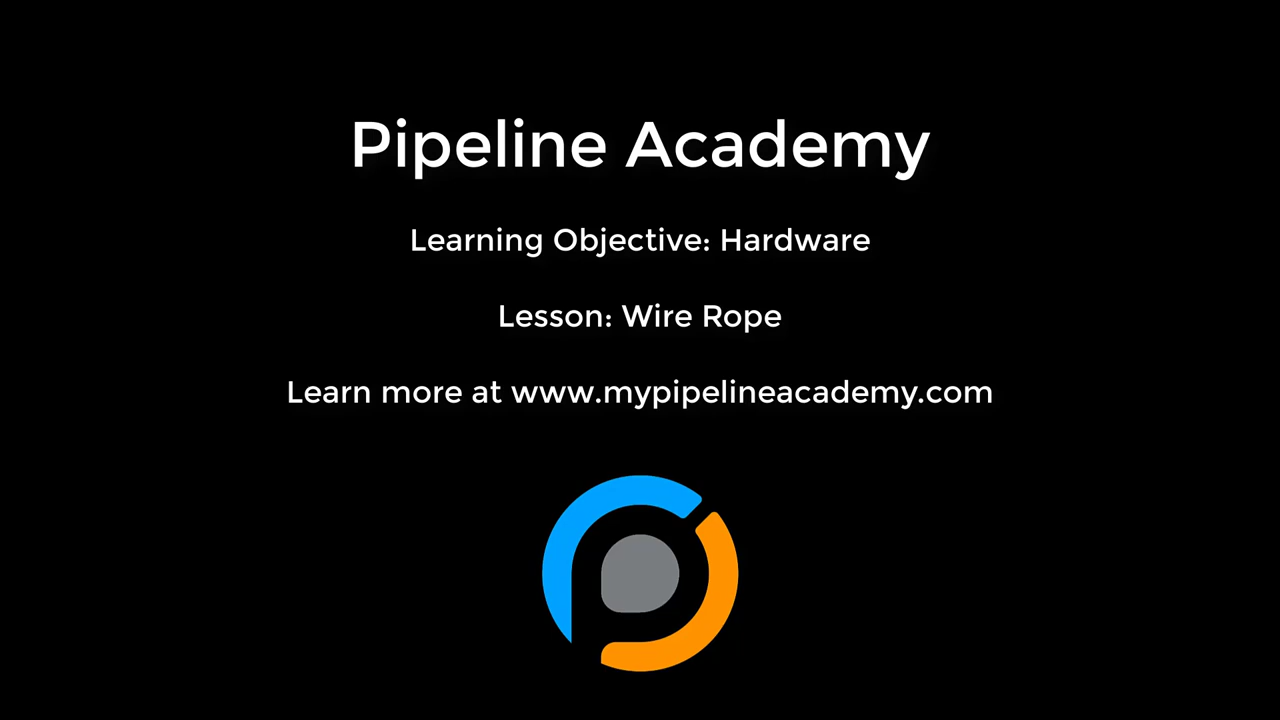 Pipeline Academy
Learning Objective: Hardware
Lesson: Wire Rope
Learn more at www.mypipelineacademy.com